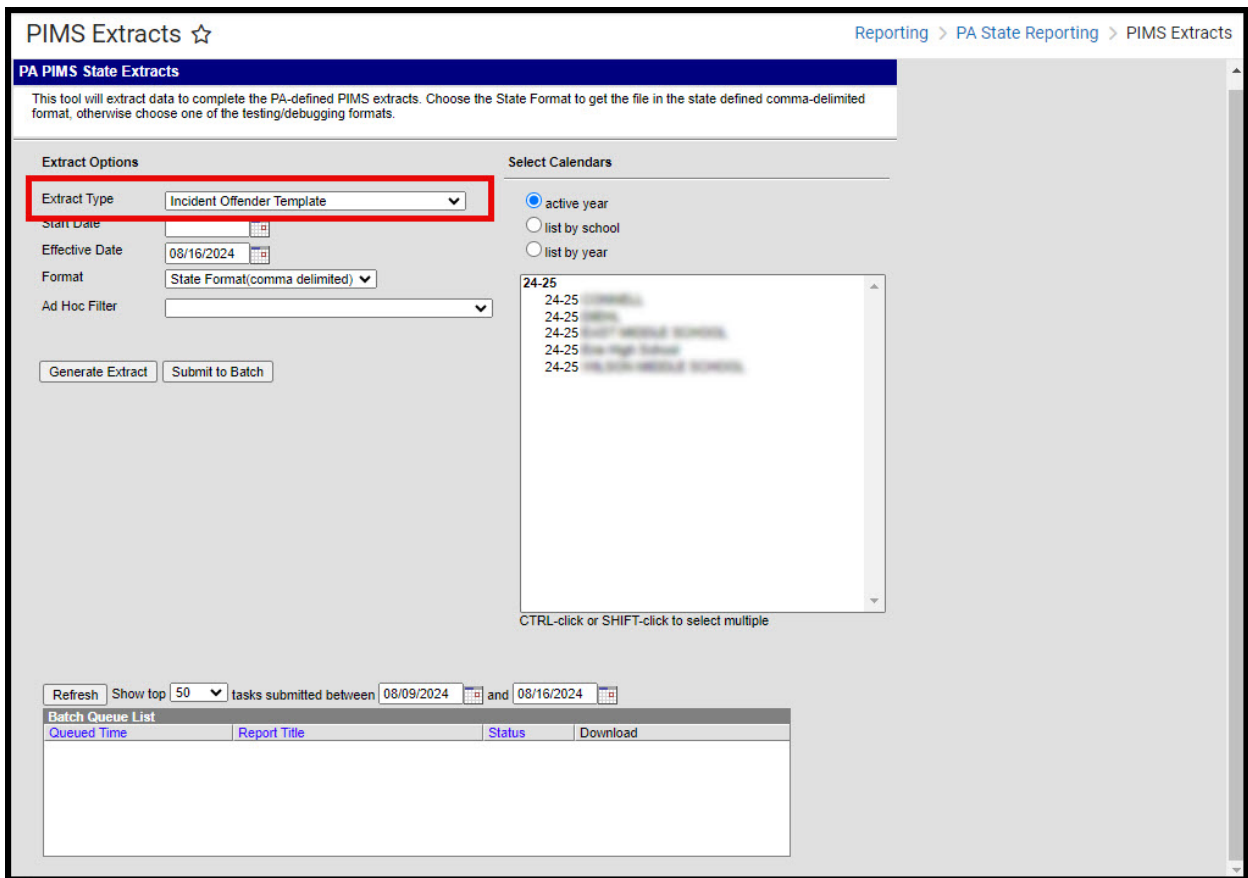 PIMS Extracts
Reporting > PA State Reporting > PIMS Extracts
PA PIMS State Extracts
This tool will extract data to complete the PA-defined PIMS extracts. Choose the State Format to get the file in the state defined comma-delimited
format, otherwise choose one of the testing/debugging formats.
Extract Options
Extract Type Incident Offender Template
Start Date
Effective Date 08/16/2024
Format State Format(comma delimited)
Ad Hoc Filter
Generate Extract Submit to Batch
Select Calendars
active year
list by school
list by year
24-25
24-25
24-25
24-25
24-25
24-25
CTRL-click or SHIFT-click to select multiple
Refresh Show top 50 tasks submitted between 08/09/2024 and 08/16/2024
Batch Queue List
Queued Time Report Title Status Download